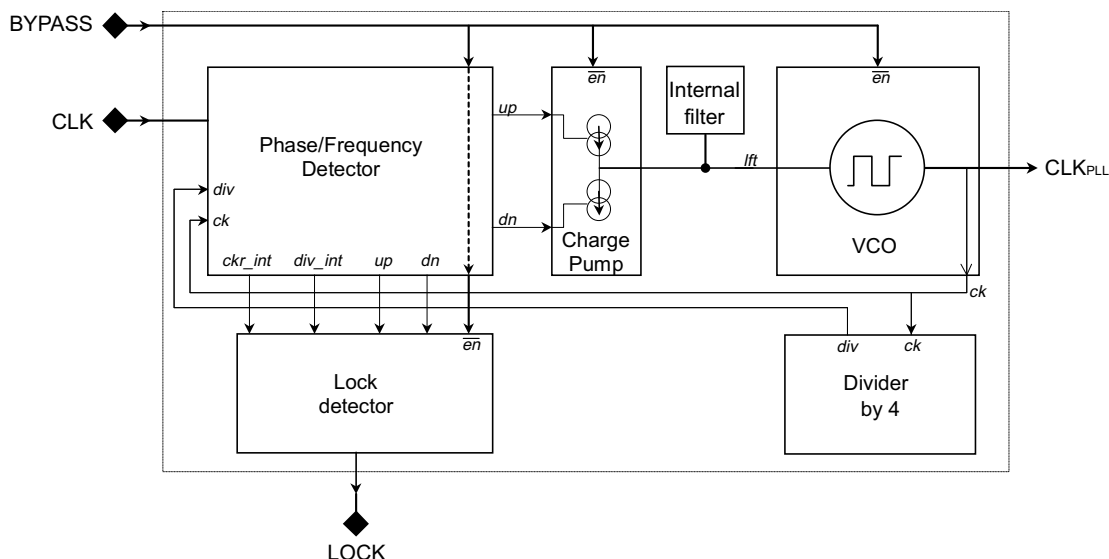 BYPASS
en
en
Internal
filter
up
CLK
Phase/Frequency
Detector
lft
CLKPLL
div
ck
dn
VCO
Charge
Pump
ckr_int div_int up dn
ck
en
div ck
Lock
detector
Divider
by 4
LOCK